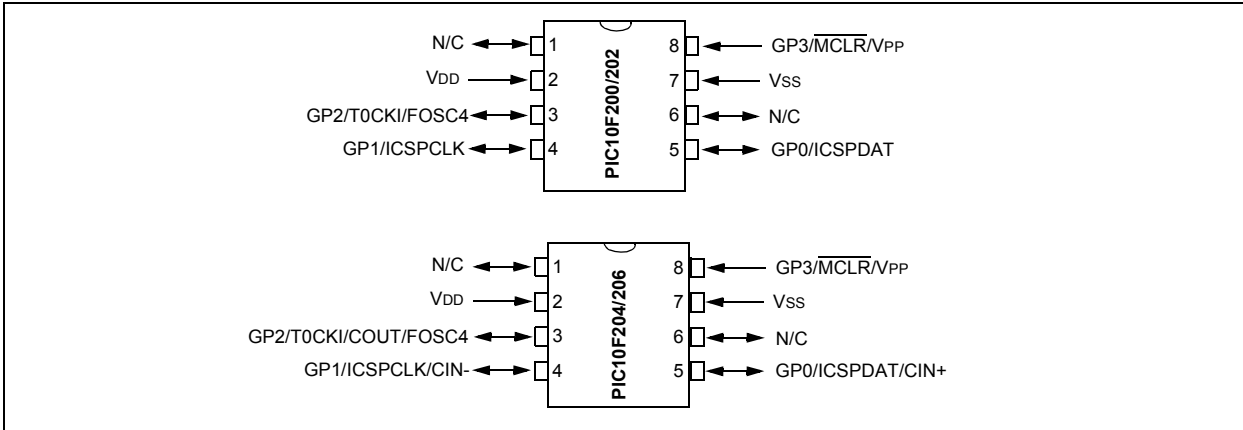 N/C 1 8 GP3/MCLR/VPP
VDD 2 7 VSS
GP2/T0CKI/FOSC4 3 6 N/C
GP1/ICSPCLK 4 5 GP0/ICSPDAT
PIC10F200/202
N/C 1 8 GP3/MCLR/VPP
VDD 2 7 VSS
GP2/T0CKI/COUT/FOSC4 3 6 N/C
GP1/ICSPCLK/CIN- 4 5 GP0/ICSPDAT/CIN+
PIC10F204/206